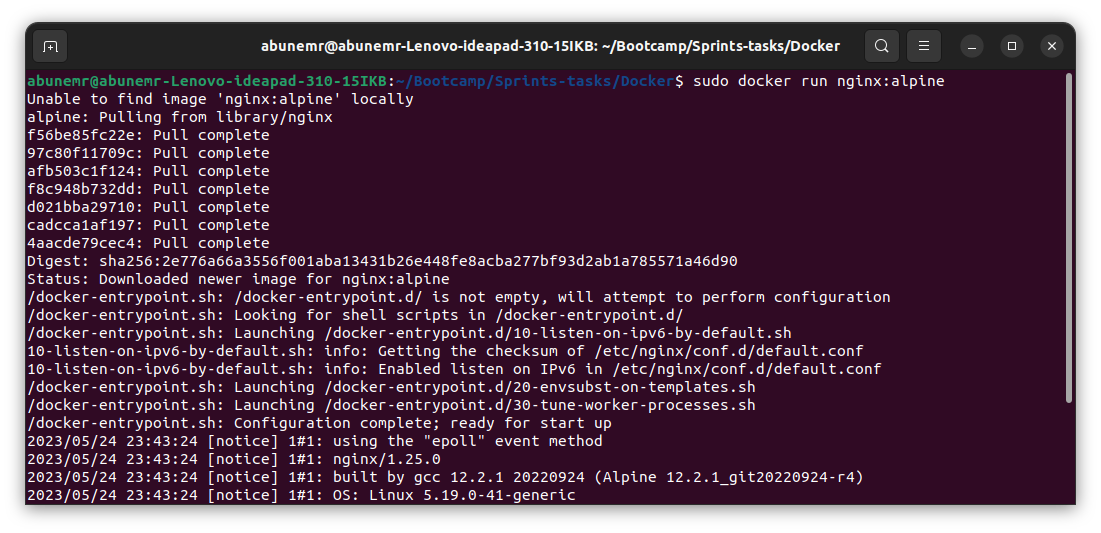 abunemr@abunemr-Lenovo-ideapad-310-15IKB: ~/Bootcamp/Sprints-tasks/Docker
abunemr@abunemr-Lenovo-ideapad-310-15IKB:~/Bootcamp/Sprints-tasks/Docker$ sudo docker run nginx:alpine
Unable to find image 'nginx:alpine' locally
alpine: Pulling from library/nginx
f56be85fc22e: Pull complete
97c80f11709c: Pull complete
afb503c1f124: Pull complete
f8c948b732dd: Pull complete
d021bba29710: Pull complete
cadcca1af197: Pull complete
4aacde79cec4: Pull complete
Digest: sha256:2e776a66a3556f001aba13431b26e448fe8acba277bf93d2ab1a785571a46d90
Status: Downloaded newer image for nginx:alpine
/docker-entrypoint.sh: /docker-entrypoint.d/ is not empty, will attempt to perform configuration
/docker-entrypoint.sh: Looking for shell scripts in /docker-entrypoint.d/
/docker-entrypoint.sh: Launching /docker-entrypoint.d/10-listen-on-ipv6-by-default.sh
10-listen-on-ipv6-by-default.sh: info: Getting the checksum of /etc/nginx/conf.d/default.conf
10-listen-on-ipv6-by-default.sh: info: Enabled listen on IPv6 in /etc/nginx/conf.d/default.conf
/docker-entrypoint.sh: Launching /docker-entrypoint.d/20-envsubst-on-templates.sh
/docker-entrypoint.sh: Launching /docker-entrypoint.d/30-tune-worker-processes.sh
/docker-entrypoint.sh: Configuration complete; ready for start up
2023/05/24 23:43:24 [notice] 1#1: using the "epoll" event method
2023/05/24 23:43:24 [notice] 1#1: nginx/1.25.0
2023/05/24 23:43:24 [notice] 1#1: built by gcc 12.2.1 20220924 (Alpine 12.2.1_git20220924-r4)
2023/05/24 23:43:24 [notice] 1#1: OS: Linux 5.19.0-41-generic